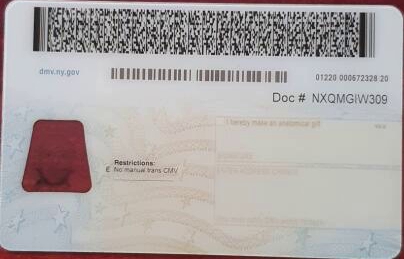 dmv.ny.gov
01220 000672328 20
Doc # NXQMGIW309
I hereby make an anatomical gift
Restrictions:
E No manual trans CMV